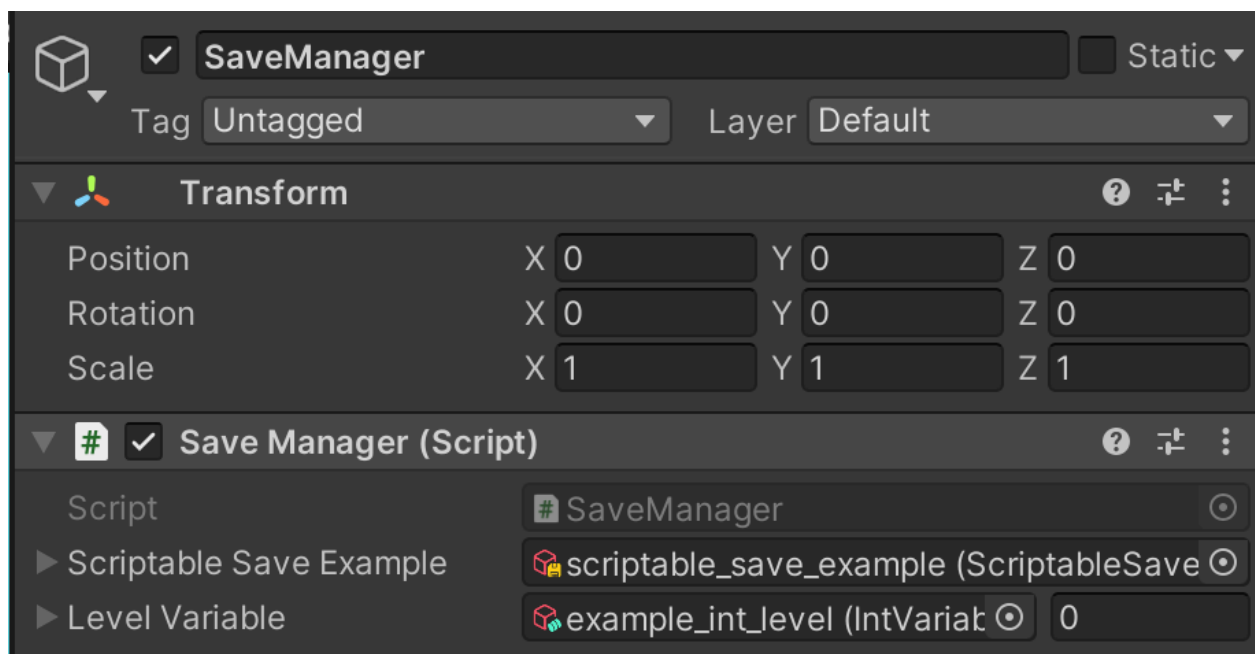 SaveManager Static
Tag Untagged Layer Default
Transform
Position X 0 Y 0 Z 0
Rotation X 0 Y 0 Z 0
Scale X 1 Y 1 Z 1
# Save Manager (Script)
Script # SaveManager
Scriptable Save Example scriptable_save_example (ScriptableSave
Level Variable example_int_level (IntVariab 0